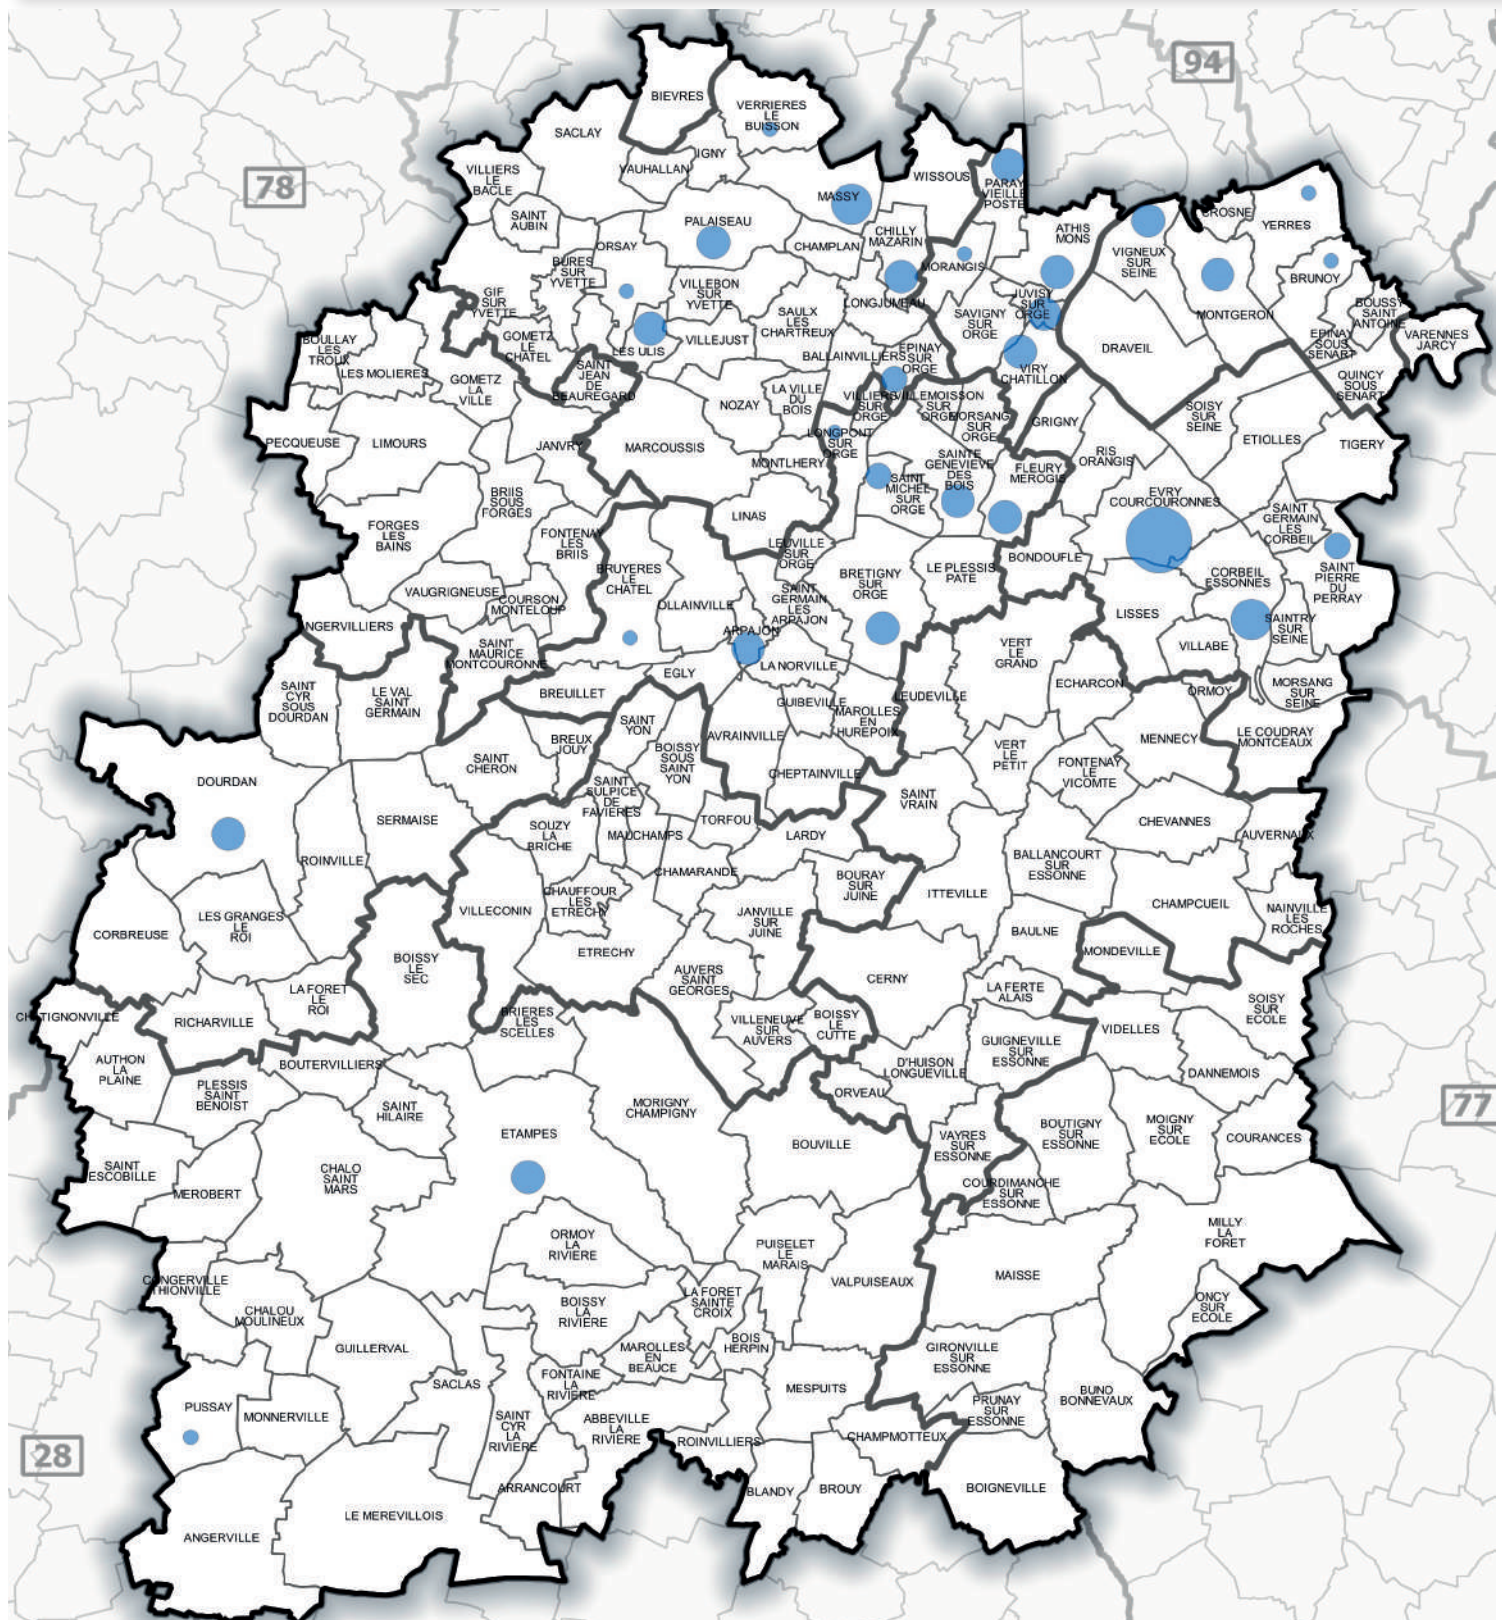 94
78
77
28
BIEVRES
VERRIERES
LE
BUISSON
SACLAY
IGNY
VAUHALLAN
VILLIERS
LE
BACLE
MASSY
WISSOUS
PARAY
VIEILLE
POSTE
SAINT
AUBIN
PALAISEAU
CHILLY
MAZARIN
ATHIS
MONS
CROSNE
YERRES
ORSAY
CHAMPLAN
BURES
SUR
YVETTE
MORANGIS
VIGNEUX
SUR
SEINE
BRUNOY
GIF
SUR
YVETTE
VILLEBON
SUR
YVETTE
LONGJUMEAU
JUVISY
SUR
ORGE
MONTGERON
BOUSSY
SAINT
ANTOINE
SAULX
LES
CHARTREUX
SAVIGNY
SUR
ORGE
EPINAY
SOUS
SENART
VARENNES
JARCY
BOULLAY
LES
TROUX
GOMETZ
LE
CHATEL
LES ULIS
VILLEJUST
BALLAINVILLIERS
EPINAY
SUR
ORGE
DRAVEIL
LES MOLIERES
SAINT
JEAN
DE
BEAUREGARD
VIRY
CHATILLON
QUINCY
SOUS
SENART
GOMETZ
LA
VILLE
NOZAY
LA VILLE
DU
BOIS
VILLIERS
SUR
ORGE
VILLEMOISSON
SUR
ORGE
MORSANG
SUR
ORGE
GRIGNY
SOISY
SUR
SEINE
PECQUEUSE
LIMOURS
JANVRY
MARCOUSSIS
LONGPONT
SUR
ORGE
ETIOLLES
TIGERY
MONTLHERY
SAINTE
GENEVIEVE
DES
BOIS
FLEURY
MEROGIS
RIS
ORANGIS
BRIIS
SOUS
FORGES
SAINT
MICHEL
SUR
ORGE
EVRY
COURCOURONNES
FORGES
LES
BAINS
LINAS
SAINT
GERMAIN
LES
CORBEIL
FONTENAY
LES
BRIIS
LEUVILLE
SUR
ORGE
BONDOUFLE
BRUYERES
LE
CHATEL
BRETIGNY
SUR
ORGE
LE PLESSIS
PATE
CORBEIL
ESSONNES
SAINT
PIERRE
DU
PERRAY
VAUGRIGNEUSE
COURSON
MONTELOUP
OLLAINVILLE
SAINT
GERMAIN
LES
ARPAJON
LISSES
SAINTRY
SUR
SEINE
ANGERVILLIERS
ARPAJON
SAINT
MAURICE
MONTCOURONNE
LA NORVILLE
VERT
LE
GRAND
VILLABE
EGLY
SAINT
CYR
SOUS
DOURDAN
LE VAL
SAINT
GERMAIN
BREUILLET
GUIBEVILLE
LEUDEVILLE
ECHARCON
ORMOY
MORSANG
SUR
SEINE
SAINT
YON
MAROLLES
EN
HUREPOIX
BREUX
JOUY
AVRAINVILLE
MENNECY
LE COUDRAY
MONTCEAUX
BOISSY
SOUS
SAINT
YON
VERT
LE
PETIT
SAINT
CHERON
CHEPTAINVILLE
FONTENAY
LE
VICOMTE
DOURDAN
SAINT
SULPICE
DE
FAVIERES
SAINT
VRAIN
SERMAISE
SOUZY
LA
BRICHE
MAUCHAMPS
TORFOU
LARDY
CHEVANNES
AUVERNAUX
ROINVILLE
CHAMARANDE
BOURAY
SUR
JUINE
BALLANCOURT
SUR
ESSONNE
ITTEVILLE
CHAUFFOUR
LES
ETRECHY
VILLECONIN
JANVILLE
SUR
JUINE
CHAMPCUEIL
NAINVILLE
LES
ROCHES
LES GRANGES
LE
ROI
CORBREUSE
ETRECHY
BAULNE
MONDEVILLE
BOISSY
LE
SEC
AUVERS
SAINT
GEORGES
CERNY
LA FORET
LE
ROI
LA FERTE
ALAIS
SOISY
SUR
ECOLE
CHATIGNONVILLE
RICHARVILLE
BRIERES
LES
SCELLES
VILLENEUVE
SUR
AUVERS
BOISSY
LE
CUTTE
VIDELLES
GUIGNEVILLE
SUR
ESSONNE
AUTHON
LA
PLAINE
BOUTERVILLIERS
D'HUISON
LONGUEVILLE
DANNEMOIS
PLESSIS
SAINT
BENOIST
ORVEAU
SAINT
HILAIRE
MORIGNY
CHAMPIGNY
BOUTIGNY
SUR
ESSONNE
MOIGNY
SUR
ECOLE
COURANCES
ETAMPES
BOUVILLE
VAYRES
SUR
ESSONNE
SAINT
ESCOBILLE
MEROBERT
CHALO
SAINT
MARS
COURDIMANCHE
SUR
ESSONNE
MILLY
LA
FORET
ORMOY
LA
RIVIERE
PUISELET
LE
MARAIS
CONGERVILLE
THIONVILLE
VALPUISEAUX
MAISSE
CHALOU
MOULINEUX
BOISSY
LA
RIVIERE
LA FORET
SAINTE
CROIX
ONCY
SUR
ECOLE
GUILLERVAL
BOIS
HERPIN
MAROLLES
EN
BEAUCE
GIRONVILLE
SUR
ESSONNE
SACLAS
FONTAINE
LA
RIVIERE
MESPUITS
BUNO
BONNEVAUX
PUSSAY
MONNERVILLE
SAINT
CYR
LA
RIVIERE
ABBEVILLE
LA
RIVIERE
PRUNAY
SUR
ESSONNE
ROINVILLIERS
CHAMPMOTTEUX
ARRANCOURT
BLANDY
BROUY
BOIGNEVILLE
LE MEREVILLOIS
ANGERVILLE